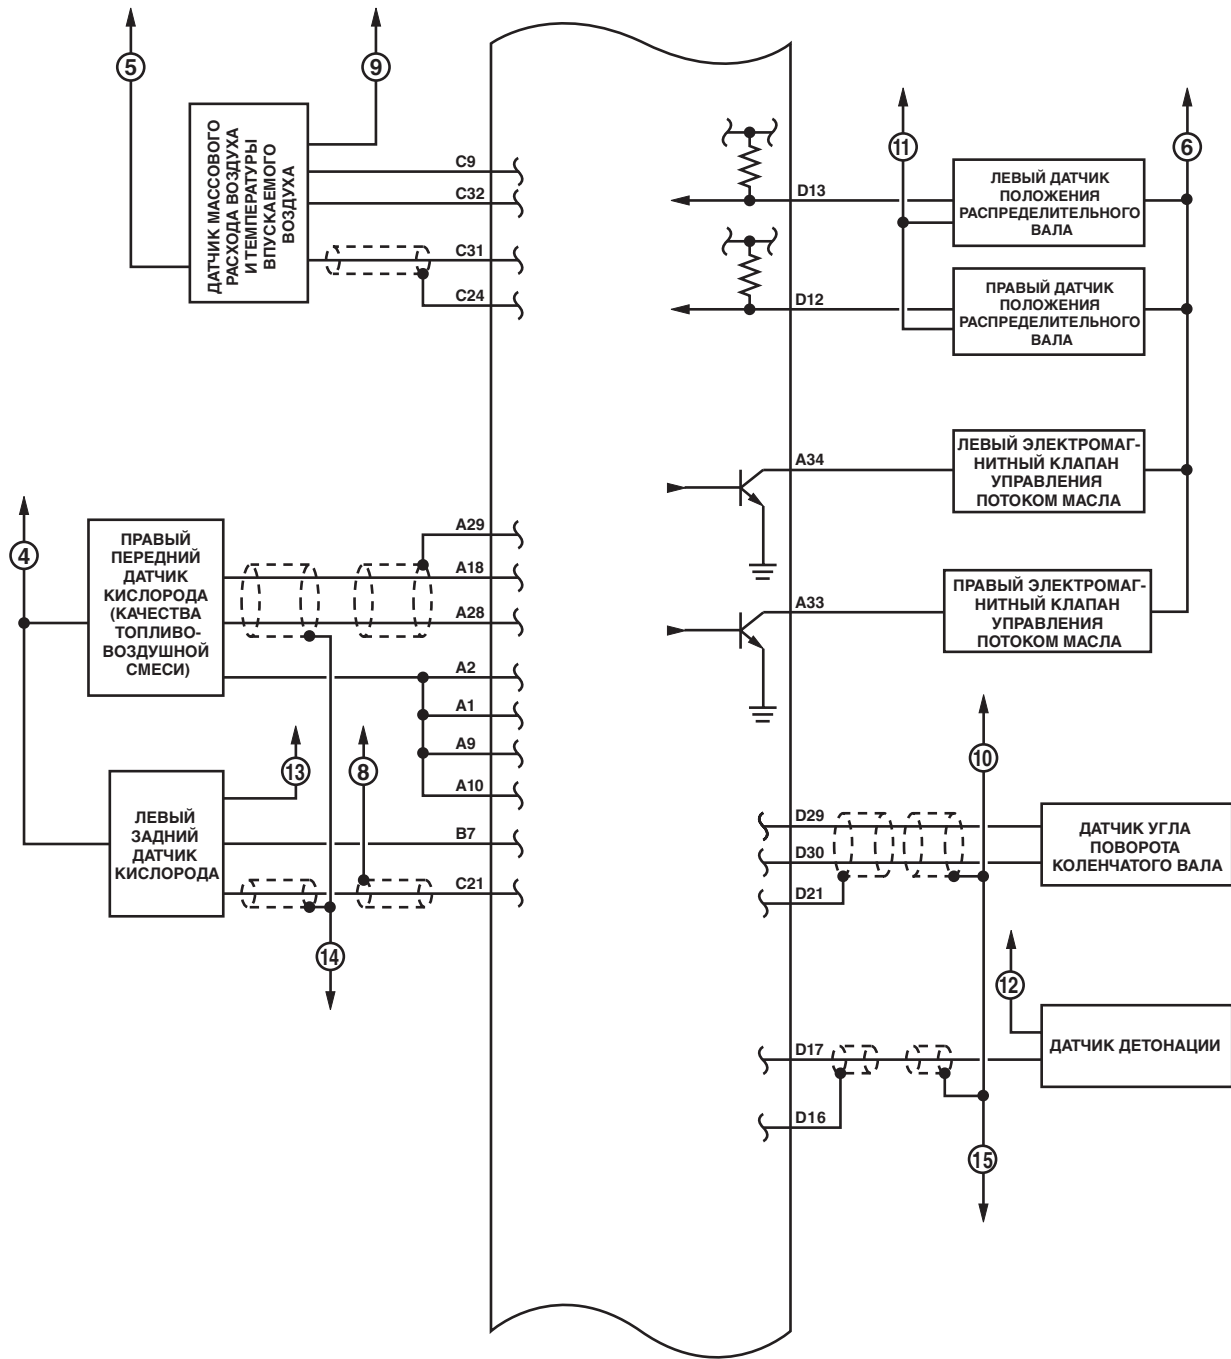 5
9
ДАТЧИК МАССОВОГО
РАСХОДА ВОЗДУХА
И ТЕМПЕРАТУРЫ
ВПУСКАЕМОГО
ВОЗДУХА
C9
C32
C31
C24
4
ПРАВЫЙ
ПЕРЕДНИЙ
ДАТЧИК
КИСЛОРОДА
(КАЧЕСТВА
ТОПЛИВО-
ВОЗДУШНОЙ
СМЕСИ)
A29
A18
A28
A2
A1
A9
A10
13
8
ЛЕВЫЙ
ЗАДНИЙ
ДАТЧИК
КИСЛОРОДА
B7
C21
14
11
6
D13
ЛЕВЫЙ ДАТЧИК
ПОЛОЖЕНИЯ
РАСПРЕДЕЛИТЕЛЬНОГО
ВАЛА
D12
ПРАВЫЙ ДАТЧИК
ПОЛОЖЕНИЯ
РАСПРЕДЕЛИТЕЛЬНОГО
ВАЛА
A34
ЛЕВЫЙ ЭЛЕКТРОМАГ-
НИТНЫЙ КЛАПАН
УПРАВЛЕНИЯ
ПОТОКОМ МАСЛА
A33
ПРАВЫЙ ЭЛЕКТРОМАГ-
НИТНЫЙ КЛАПАН
УПРАВЛЕНИЯ
ПОТОКОМ МАСЛА
10
D29
D30
D21
ДАТЧИК УГЛА
ПОВОРОТА
КОЛЕНЧАТОГО ВАЛА
12
D17
ДАТЧИК ДЕТОНАЦИИ
D16
15